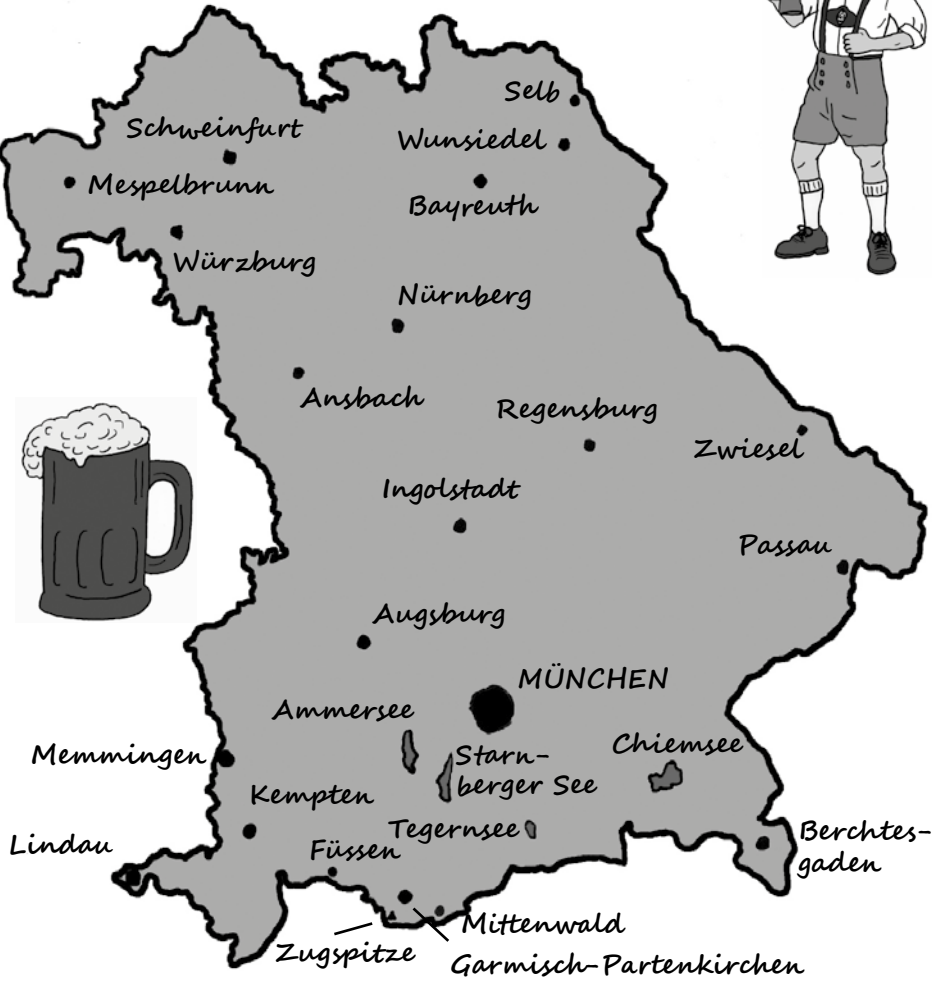 Selb
Schweinfurt
Wunsiedel
Mespelbrunn
Bayreuth
Würzburg
Nürnberg
Ansbach
Regensburg
Zwiesel
Ingolstadt
Passau
Augsburg
MÜNCHEN
Ammersee
Chiemsee
Memmingen
Starn-
berger See
Kempten
Tegernsee
Berchtes-
gaden
Lindau
Füssen
Mittenwald
Zugspitze
Garmisch-Partenkirchen